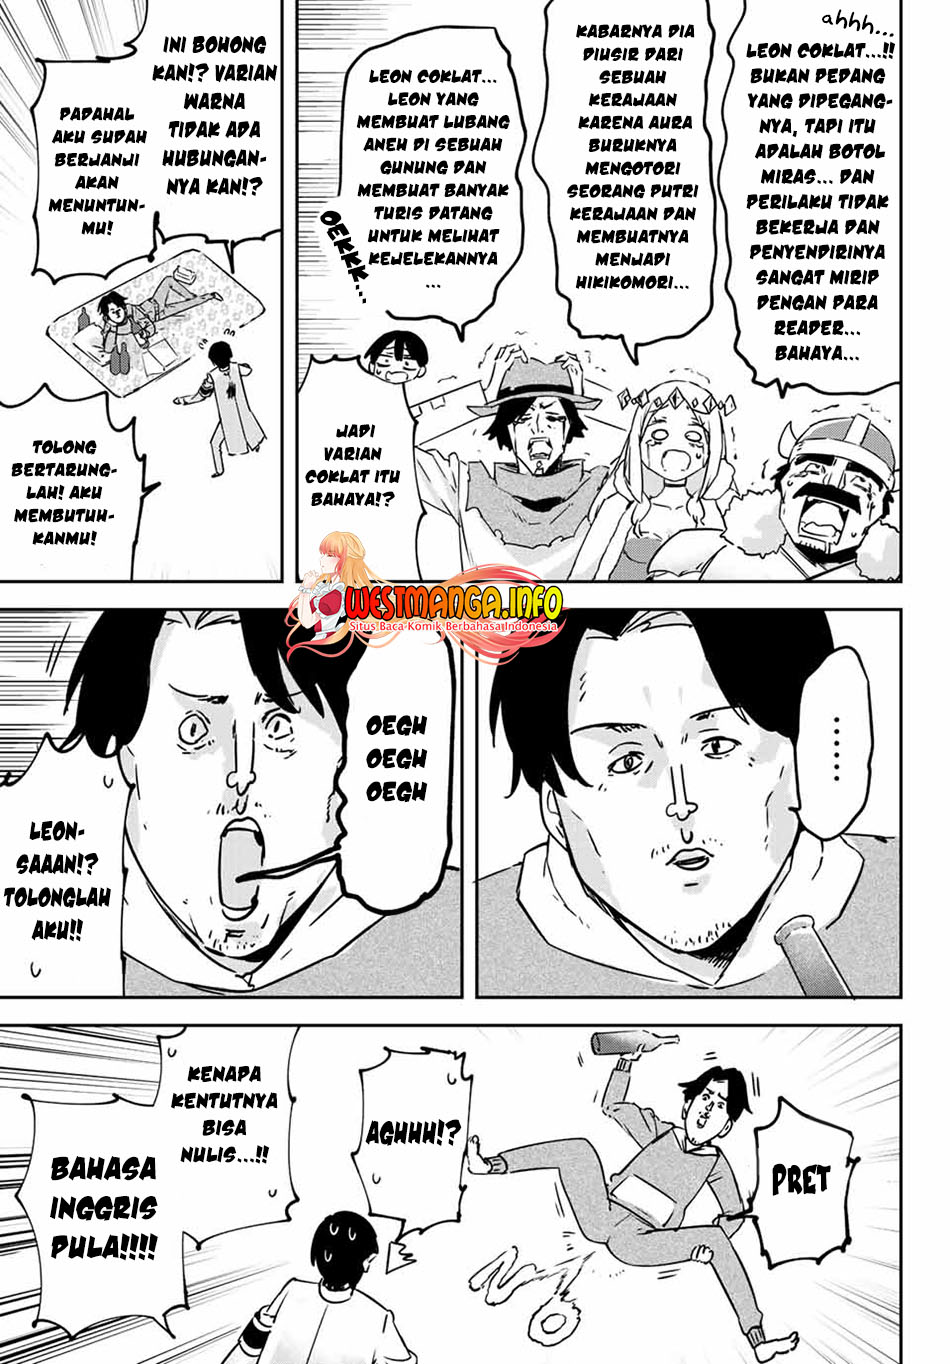 ahhh...
LEON COKLAT...!!
BUKAN PEDANG
YANG DIPEGANG-
NYA, TAPI ITU
ADALAH BOTOL
MIRAS... DAN
PERILAKU TIDAK
BEKERJA DAN
PENYENDIRINYA
SANGAT MIRIP
DENGAN PARA
READER...
BAHAYA...
KABARNYA DIA
DIUSIR DARI
SEBUAH
KERAJAAN
KARENA AURA
BURUKNYA
MENGOTORI
SEORANG PUTRI
KERAJAAN DAN
MEMBUATNYA
MENJADI
HIKIKOMORI...
LEON COKLAT...
LEON YANG
MEMBUAT LUBANG
ANEH DI SEBUAH
GUNUNG DAN
MEMBUAT BANYAK
TURIS DATANG
UNTUK MELIHAT
KEJELEKANNYA
...
OEKKK...
JADI
VARIAN
COKLAT ITU
BAHAYA!?
INI BOHONG
KAN!? VARIAN
WARNA
TIDAK ADA
HUBUNGAN-
NYA KAN!?
PADAHAL
AKU SUDAH
BERJANJI
AKAN
MENUNTUN-
MU!
TOLONG
BERTARUNG-
LAH! AKU
MEMBUTUH-
KANMU!
WESTMANGA.INFO
Situs Baca Komik Berbahasa Indonesia
........
OEGH
OEGH
OEGH
LEON-
SAAAN!?
TOLONGLAH
AKU!!
PRET
AGHHH!?
NO
KENAPA
KENTUTNYA
BISA
NULIS...!!
BAHASA
INGGRIS
PULA!!!!